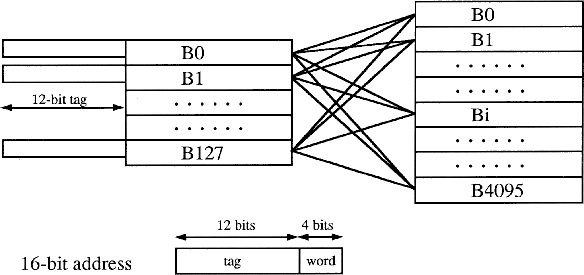 B0
B1
12-bit tag
. . . . . .
. . . . . .
B127
B0
B1
. . . . . .
. . . . . .
Bi
. . . . . .
. . . . . .
B4095
12 bits 4 bits
16-bit address tag word